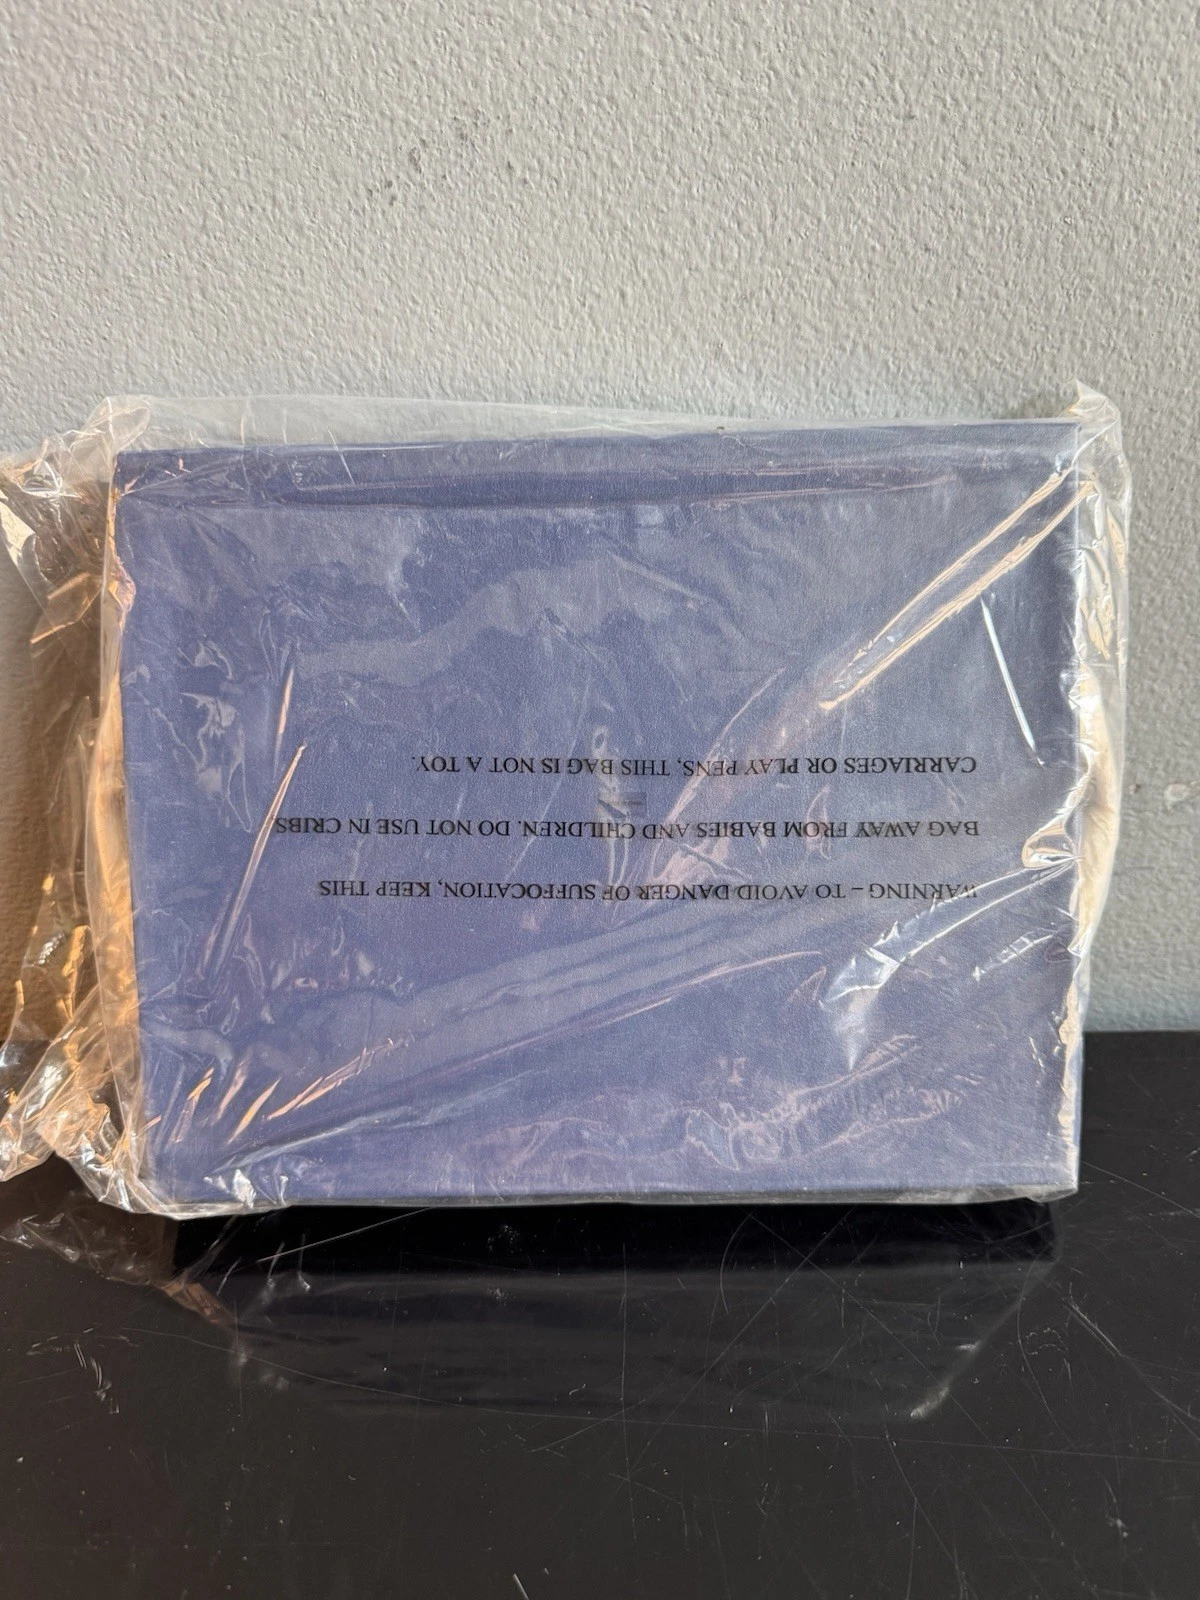 WARNING – TO AVOID DANGER OF SUFFOCATION, KEEP THIS
BAG AWAY FROM BABIES AND CHILDREN. DO NOT USE IN CRIBS,
CARRIAGES OR PLAY PENS, THIS BAG IS NOT A TOY.